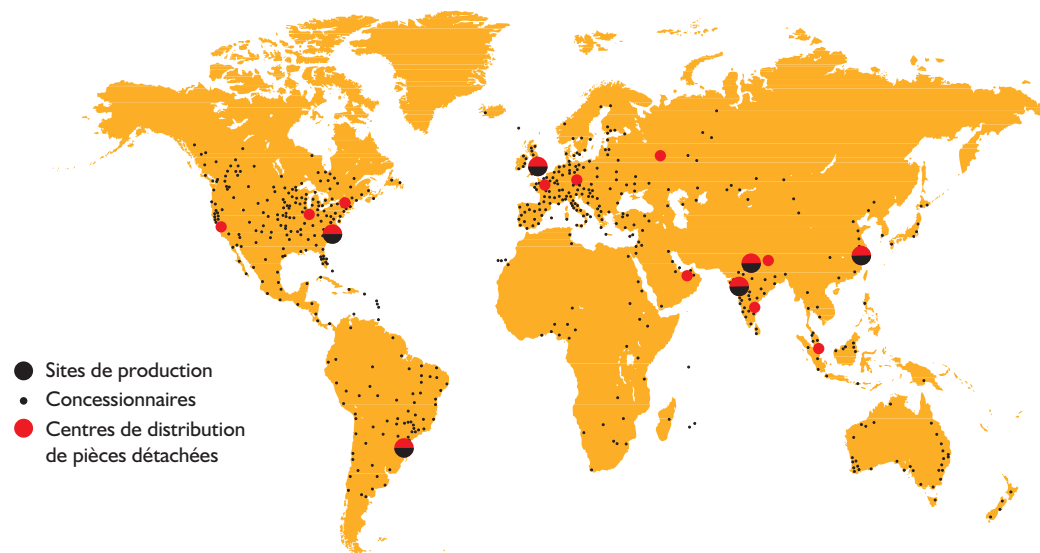 Sites de production
Concessionnaires
Centres de distribution
de pièces détachées